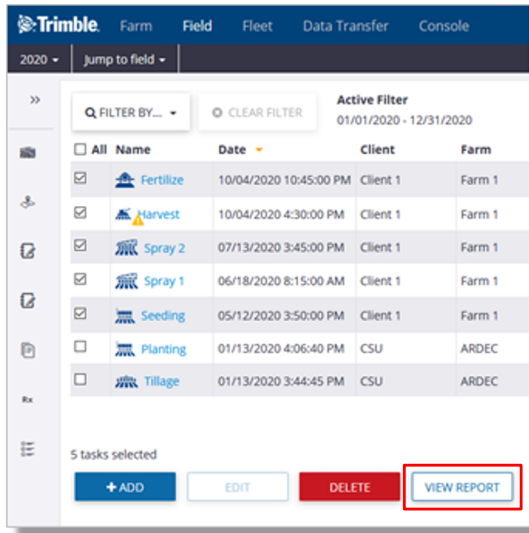 Trimble. Farm Field Fleet Data Transfer Console
2020 Jump to field
FILTER BY... CLEAR FILTER
Active Filter
01/01/2020 - 12/31/2020
All Name Date Client Farm
Fertilize 10/04/2020 10:45:00 PM Client 1 Farm 1
Harvest 10/04/2020 4:30:00 PM Client 1 Farm 1
Spray 2 07/13/2020 3:45:00 PM Client 1 Farm 1
Spray 1 06/18/2020 8:15:00 AM Client 1 Farm 1
Seeding 05/12/2020 3:50:00 PM Client 1 Farm 1
Planting 01/13/2020 4:06:40 PM CSU ARDEC
Tillage 01/13/2020 3:44:45 PM CSU ARDEC
Rx
5 tasks selected
+ ADD EDIT DELETE VIEW REPORT